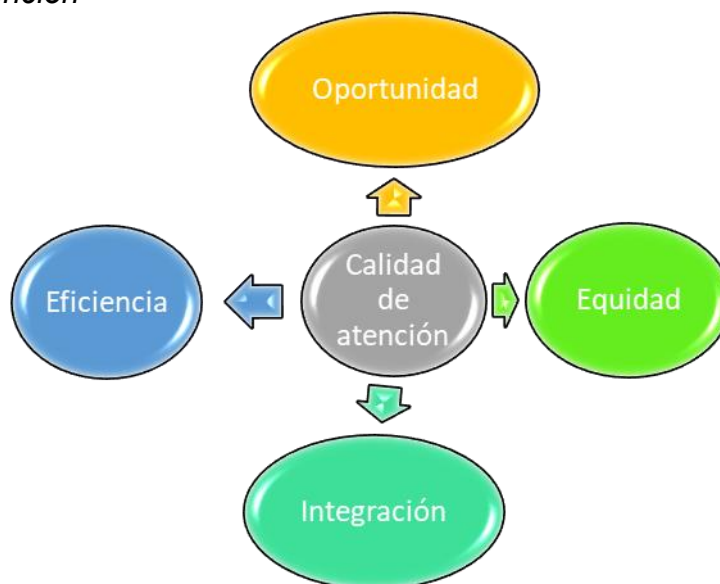 Oportunidad
Eficiencia
Calidad
de
atención
Equidad
Integración